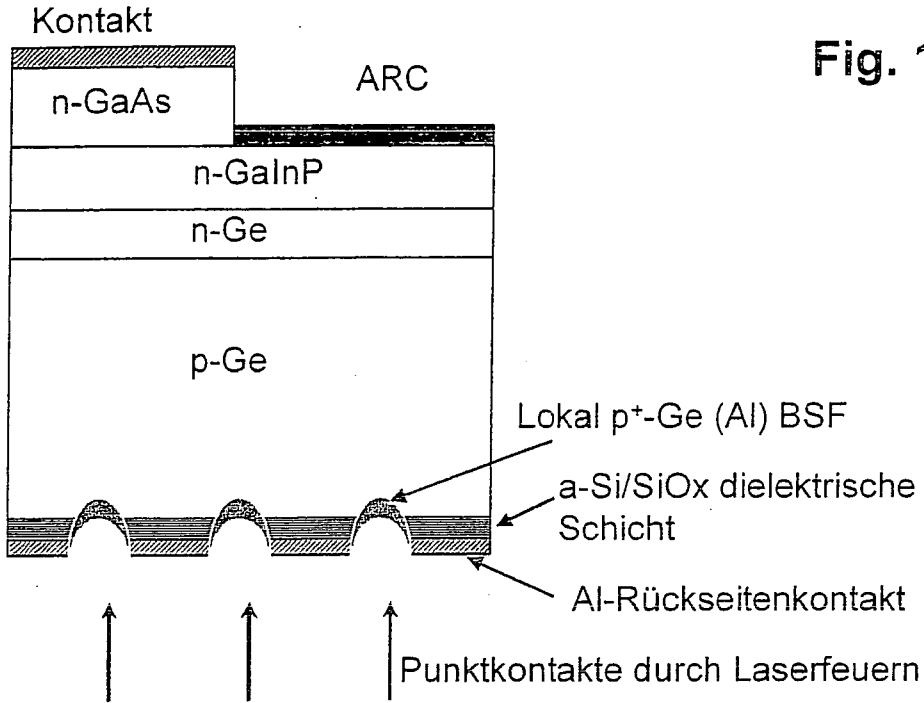 Kontakt
Fig. 1
ARC
n-GaAs
n-GaInP
n-Ge
p-Ge
Lokal p⁺-Ge (Al) BSF
a-Si/SiOx dielektrische
Schicht
Al-Rückseitenkontakt
Punktkontakte durch Laserfeuern